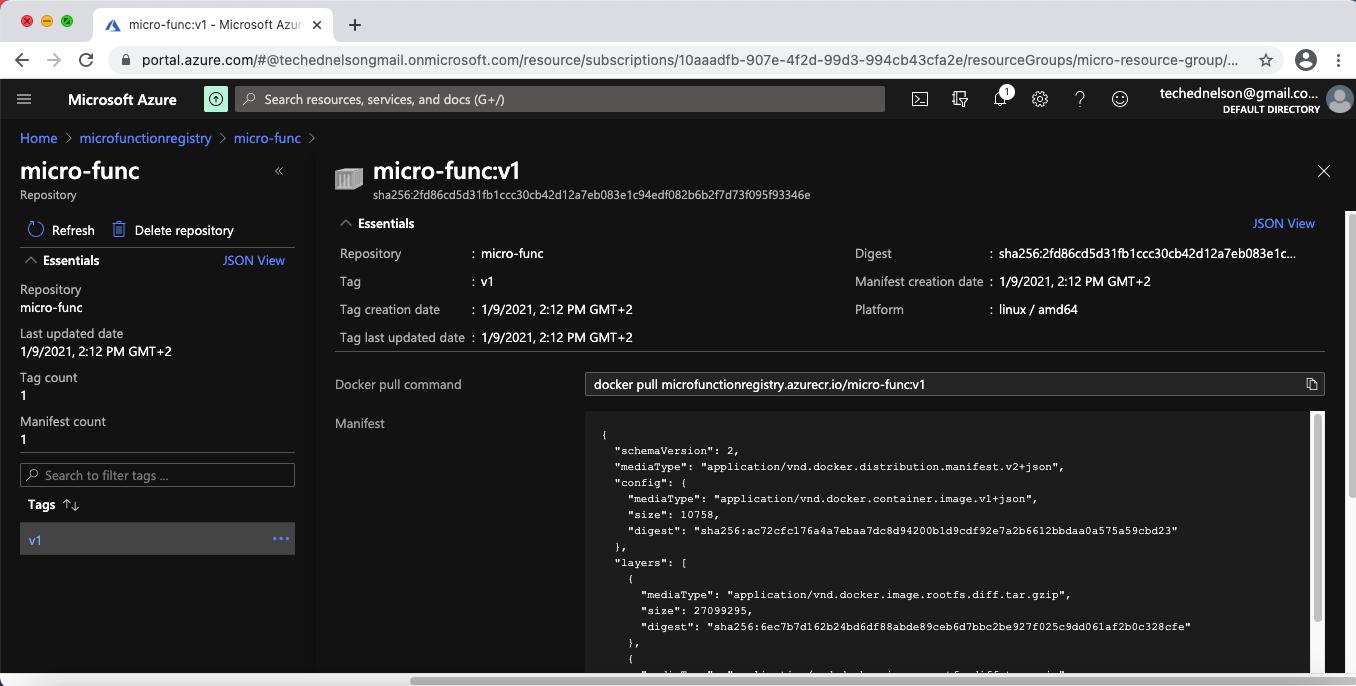 micro-func:v1 - Microsoft Azur
portal.azure.com/#@techednelsongmail.onmicrosoft.com/resource/subscriptions/10aaadfb-907e-4f2d-99d3-994cb43cfa2e/resourceGroups/micro-resource-group/...
Microsoft Azure
Search resources, services, and docs (G+/)
1
techednelson@gmail.co...
DEFAULT DIRECTORY
Home > microfunctionregistry > micro-func >
micro-func
Repository
Refresh Delete repository
Essentials JSON View
Repository
micro-func
Last updated date
1/9/2021, 2:12 PM GMT+2
Tag count
1
Manifest count
1
Search to filter tags ...
Tags
v1
micro-func:v1
sha256:2fd86cd5d31fb1ccc30cb42d12a7eb083e1c94edf082b6b2f7d73f095f93346e
Essentials JSON View
Repository : micro-func
Tag : v1
Tag creation date : 1/9/2021, 2:12 PM GMT+2
Tag last updated date : 1/9/2021, 2:12 PM GMT+2
Digest : sha256:2fd86cd5d31fb1ccc30cb42d12a7eb083e1c...
Manifest creation date : 1/9/2021, 2:12 PM GMT+2
Platform : linux / amd64
Docker pull command docker pull microfunctionregistry.azurecr.io/micro-func:v1
Manifest
{
"schemaVersion": 2,
"mediaType": "application/vnd.docker.distribution.manifest.v2+json",
"config": {
"mediaType": "application/vnd.docker.container.image.v1+json",
"size": 10758,
"digest": "sha256:ac72cfc176a4a7ebaa7dc8d94200b1d9cdf92e7a2b6612bbdaa0a575a59cbd23"
},
"layers": [
{
"mediaType": "application/vnd.docker.image.rootfs.diff.tar.gzip",
"size": 27099295,
"digest": "sha256:6ec7b7d162b24bd6df88abde89ceb6d7bbc2be927f025c9dd061af2b0c328cfe"
},
{